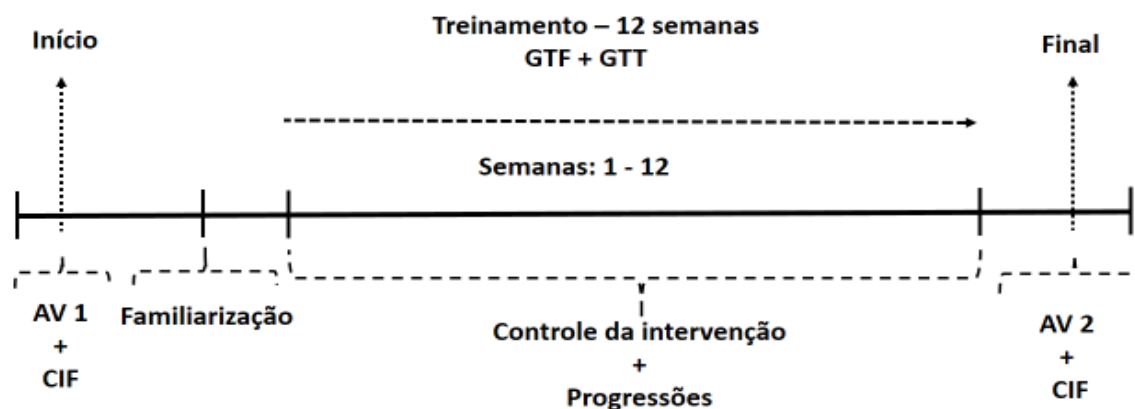 Início
Treinamento – 12 semanas
GTF + GTT
Final
Semanas: 1 - 12
AV 1
+
CIF
Familiarização
Controle da intervenção
+
Progressões
AV 2
+
CIF